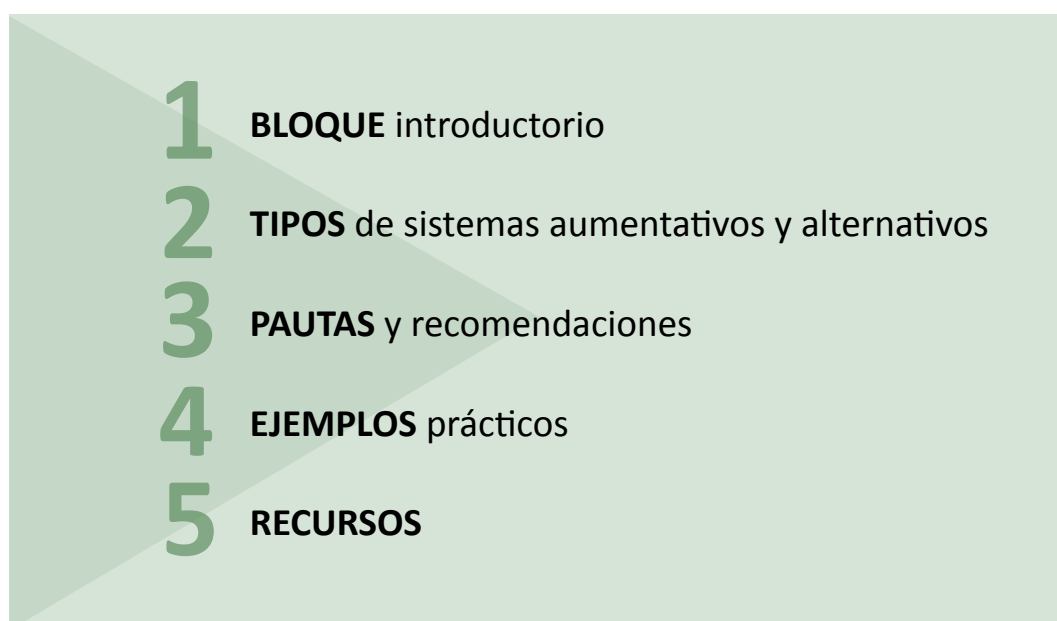 1 BLOQUE introductorio
2 TIPOS de sistemas aumentativos y alternativos
3 PAUTAS y recomendaciones
4 EJEMPLOS prácticos
5 RECURSOS